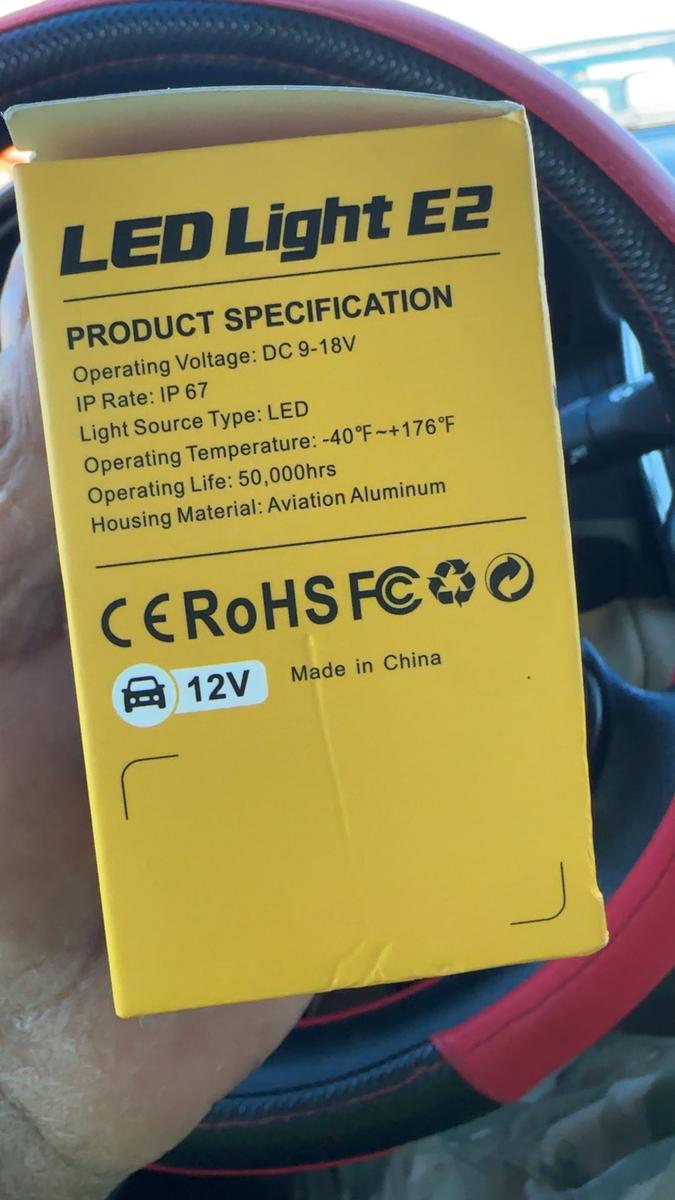 LED Light E2
PRODUCT SPECIFICATION
Operating Voltage: DC 9-18V
IP Rate: IP 67
Light Source Type: LED
Operating Temperature: -40°F~+176°F
Operating Life: 50,000hrs
Housing Material: Aviation Aluminum
CE RoHS FC
12V Made in China